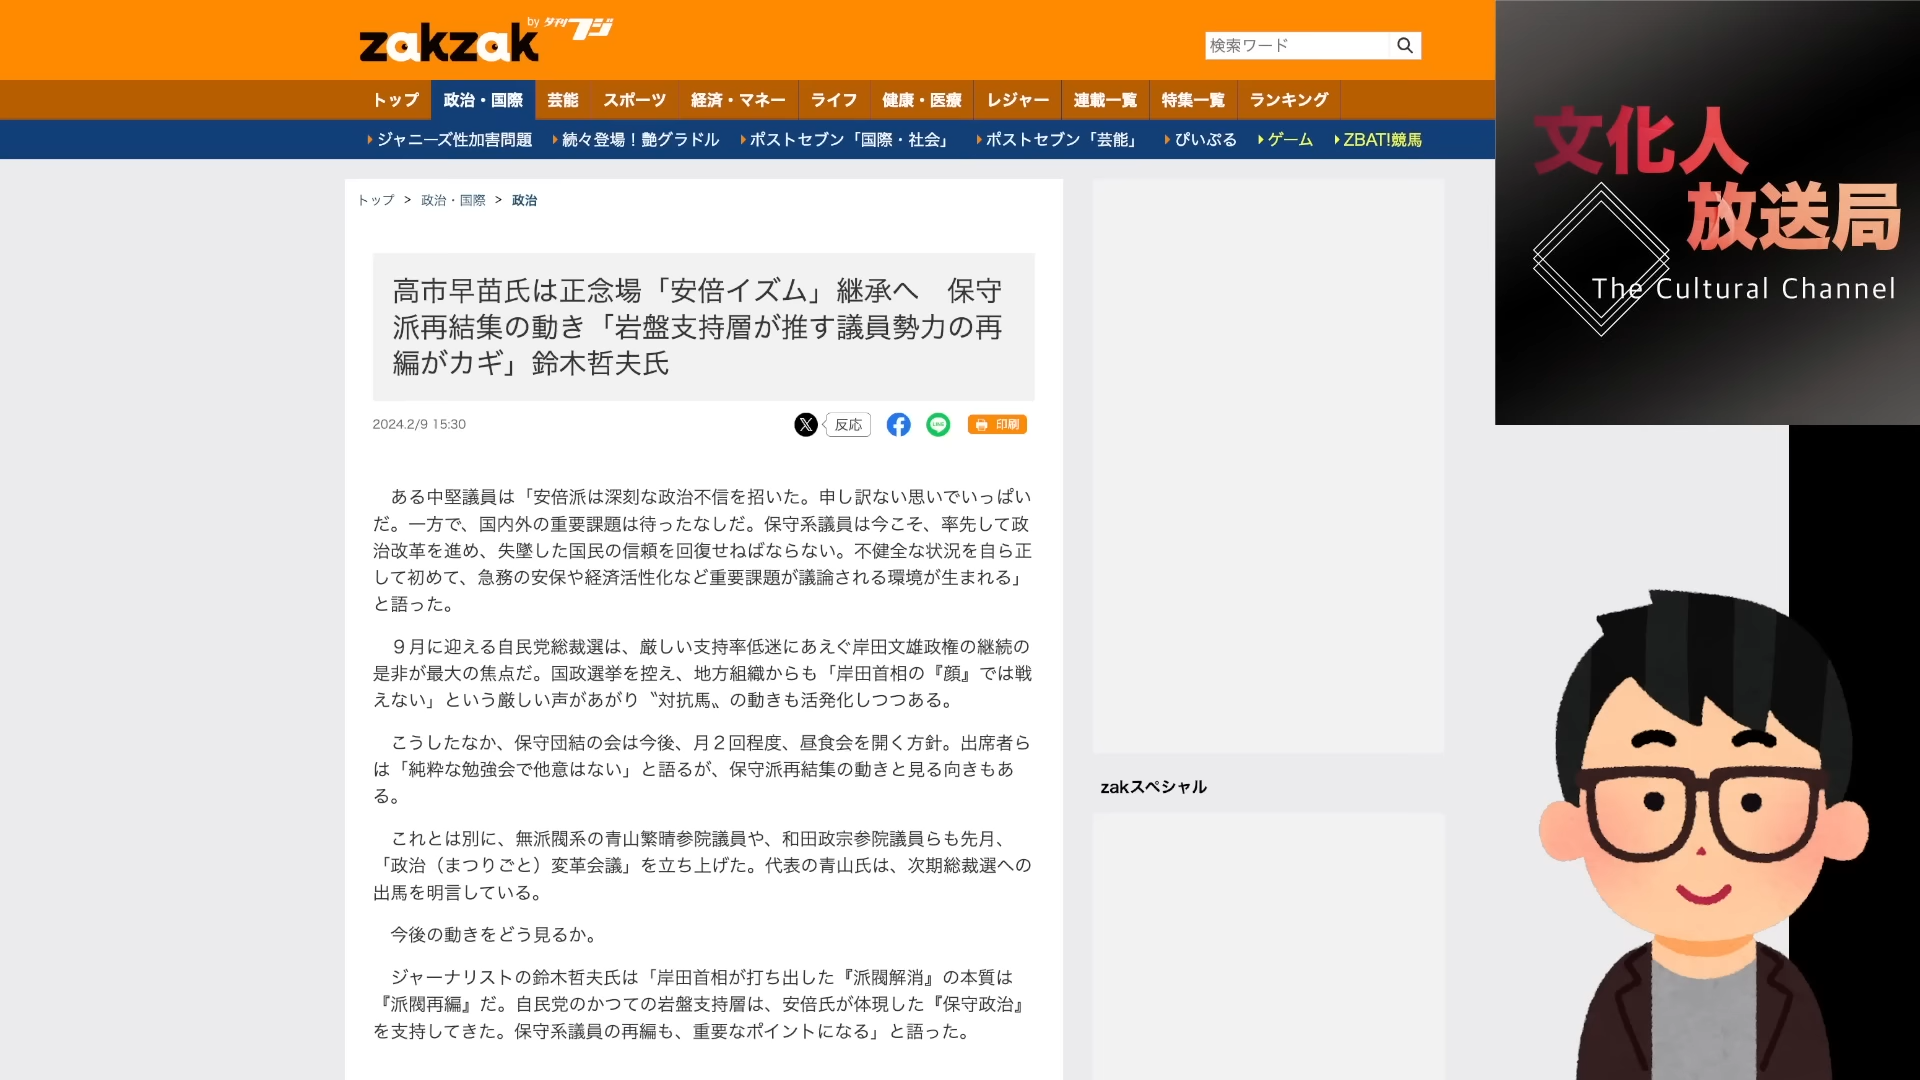 zakzak by 夕刊フジ
検索ワード
トップ 政治・国際 芸能 スポーツ 経済・マネー ライフ 健康・医療 レジャー 連載一覧 特集一覧 ランキング
ジャニーズ性加害問題 続々登場！艶グラドル ポストセブン「国際・社会」 ポストセブン「芸能」 ぴいぷる ゲーム ZBAT!競馬
文化人
放送局
The Cultural Channel
トップ > 政治・国際 > 政治
高市早苗氏は正念場「安倍イズム」継承へ　保守
派再結集の動き「岩盤支持層が推す議員勢力の再
編がカギ」鈴木哲夫氏
2024.2/9 15:30
反応
LINE
印刷
ある中堅議員は「安倍派は深刻な政治不信を招いた。申し訳ない思いでいっぱい
だ。一方で、国内外の重要課題は待ったなしだ。保守系議員は今こそ、率先して政
治改革を進め、失墜した国民の信頼を回復せねばならない。不健全な状況を自ら正
して初めて、急務の安保や経済活性化など重要課題が議論される環境が生まれる」
と語った。
９月に迎える自民党総裁選は、厳しい支持率低迷にあえぐ岸田文雄政権の継続の
是非が最大の焦点だ。国政選挙を控え、地方組織からも「岸田首相の『顔』では戦
えない」という厳しい声があがり〝対抗馬〟の動きも活発化しつつある。
こうしたなか、保守団結の会は今後、月２回程度、昼食会を開く方針。出席者ら
は「純粋な勉強会で他意はない」と語るが、保守派再結集の動きと見る向きもあ
る。
これとは別に、無派閥系の青山繁晴参院議員や、和田政宗参院議員らも先月、
「政治（まつりごと）変革会議」を立ち上げた。代表の青山氏は、次期総裁選への
出馬を明言している。
今後の動きをどう見るか。
ジャーナリストの鈴木哲夫氏は「岸田首相が打ち出した『派閥解消』の本質は
『派閥再編』だ。自民党のかつての岩盤支持層は、安倍氏が体現した『保守政治』
を支持してきた。保守系議員の再編も、重要なポイントになる」と語った。
zakスペシャル